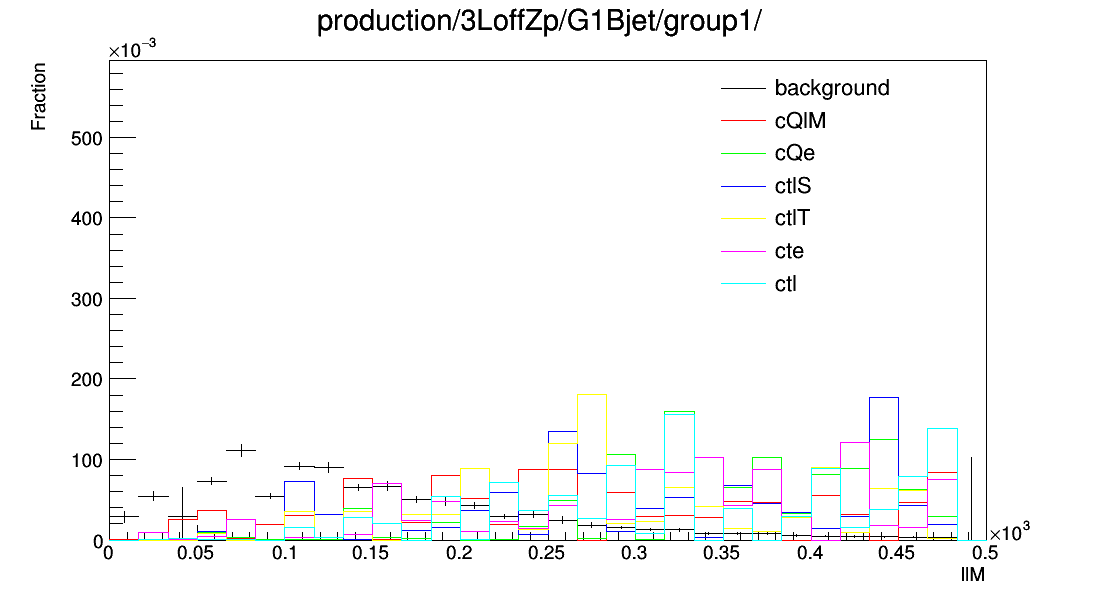 production/3LoffZp/G1Bjet/group1/
×10⁻³
Fraction
background
cQlM
cQe
ctlS
ctlT
cte
ctl
500
400
300
200
100
0
0 0.05 0.1 0.15 0.2 0.25 0.3 0.35 0.4 0.45 0.5
×10³
llM